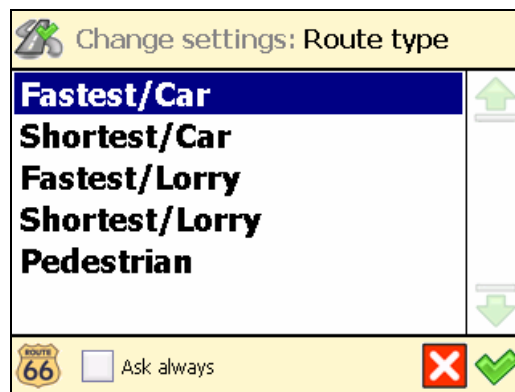 Change settings: Route type
Fastest/Car
Shortest/Car
Fastest/Lorry
Shortest/Lorry
Pedestrian
ROUTE
66
Ask always